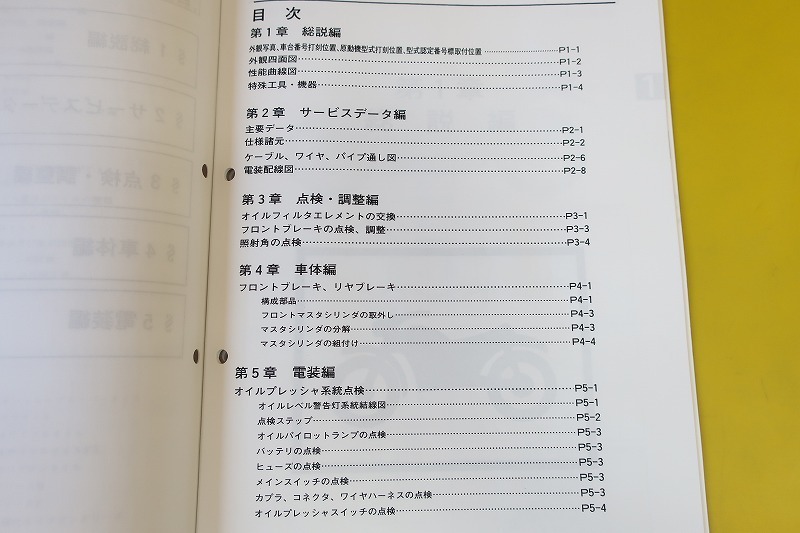 目 次
第1章 総説編
外観写真、車台番号打刻位置、原動機型式打刻位置、型式認定番号標取付位置 P1-1
外観四面図 P1-2
性能曲線図 P1-3
特殊工具・機器 P1-4
第2章 サービスデータ編
主要データ P2-1
仕様諸元 P2-2
ケーブル、ワイヤ、パイプ通し図 P2-6
電装配線図 P2-8
第3章 点検・調整編
オイルフィルタエレメントの交換 P3-1
フロントブレーキの点検、調整 P3-3
照射角の点検 P3-4
第4章 車体編
フロントブレーキ、リヤブレーキ P4-1
構成部品 P4-1
フロントマスタシリンダの取外し P4-3
マスタシリンダの分解 P4-3
マスタシリンダの組付け P4-4
第5章 電装編
オイルプレッシャ系統点検 P5-1
オイルレベル警告灯系統結線図 P5-1
点検ステップ P5-2
オイルパイロットランプの点検 P5-3
バッテリの点検 P5-3
ヒューズの点検 P5-3
メインスイッチの点検 P5-3
カプラ、コネクタ、ワイヤハーネスの点検 P5-3
オイルプレッシャスイッチの点検 P5-4